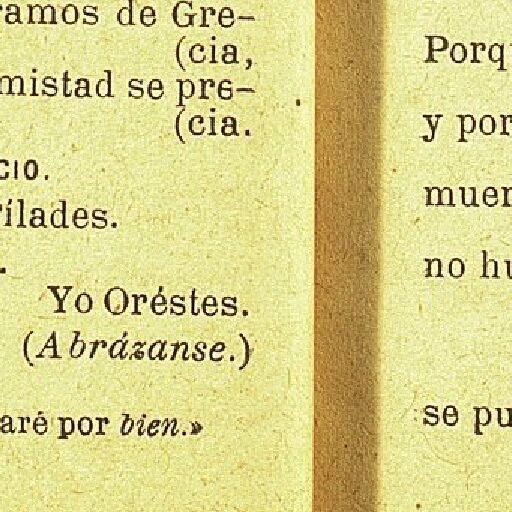 ramos de Gre-
(cia,
mistad se pre-
(cia.
CIO.
Pílades.
Yo Oréstes.
(Abrázanse.)
aré por bien.»
Porq
y por
muer
no hu
se pu